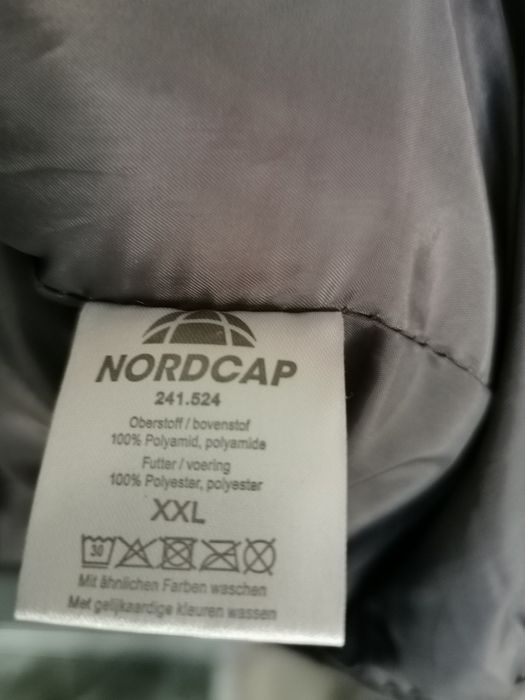 NORDCAP
241.524
Oberstoff / bovenstof
100% Polyamid, polyamide
Futter / voering
100% Polyester, polyester
XXL
30
Mit ähnlichen Farben waschen
Met gelijkaardige kleuren wassen